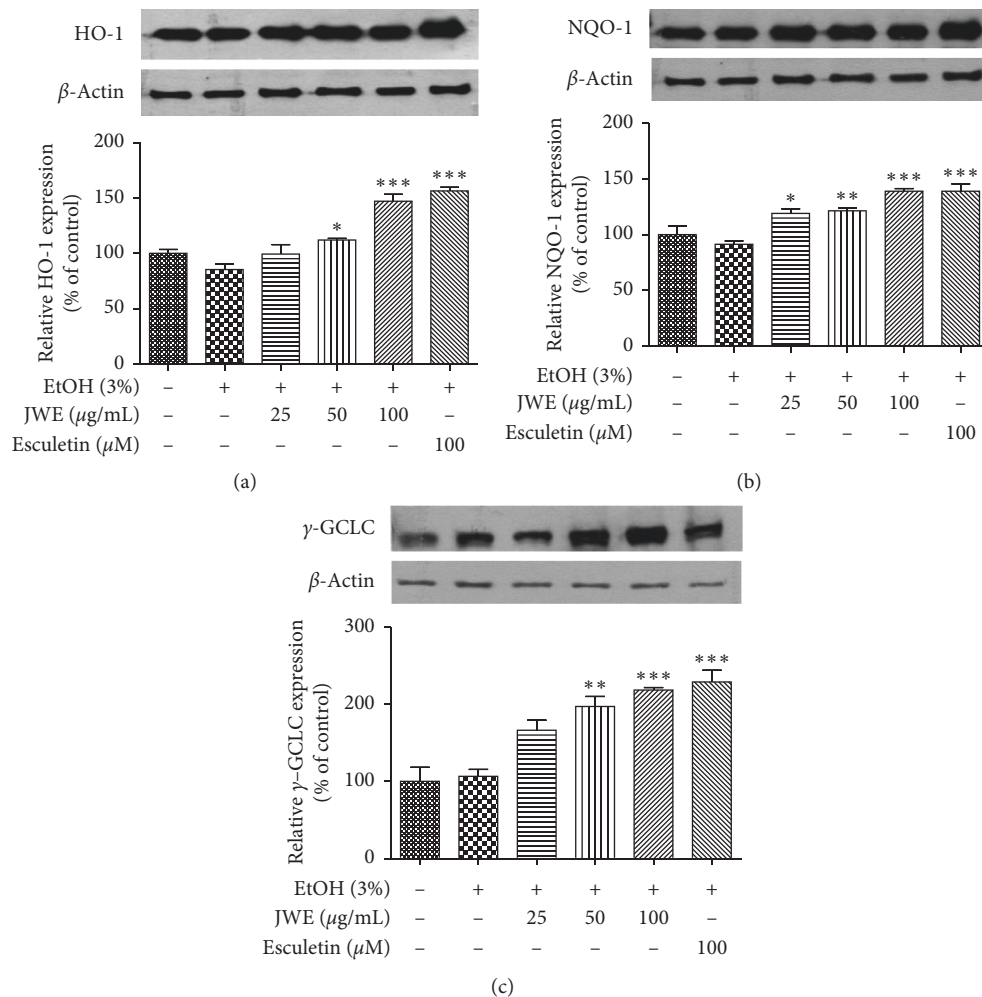 HO-1
β-Actin
Relative HO-1 expression
(% of control)
200
150
100
50
0
*
***
***
EtOH (3%) – + + + + +
JWE (μg/mL) – – 25 50 100 –
Esculetin (μM) – – – – – 100
(a)
NQO-1
β-Actin
Relative NQO-1 expression
(% of control)
200
150
100
50
0
*
**
***
***
EtOH (3%) – + + + + +
JWE (μg/mL) – – 25 50 100 –
Esculetin (μM) – – – – – 100
(b)
γ-GCLC
β-Actin
Relative γ–GCLC expression
(% of control)
300
200
100
0
**
***
***
EtOH (3%) – + + + + +
JWE (μg/mL) – – 25 50 100 –
Esculetin (μM) – – – – – 100
(c)